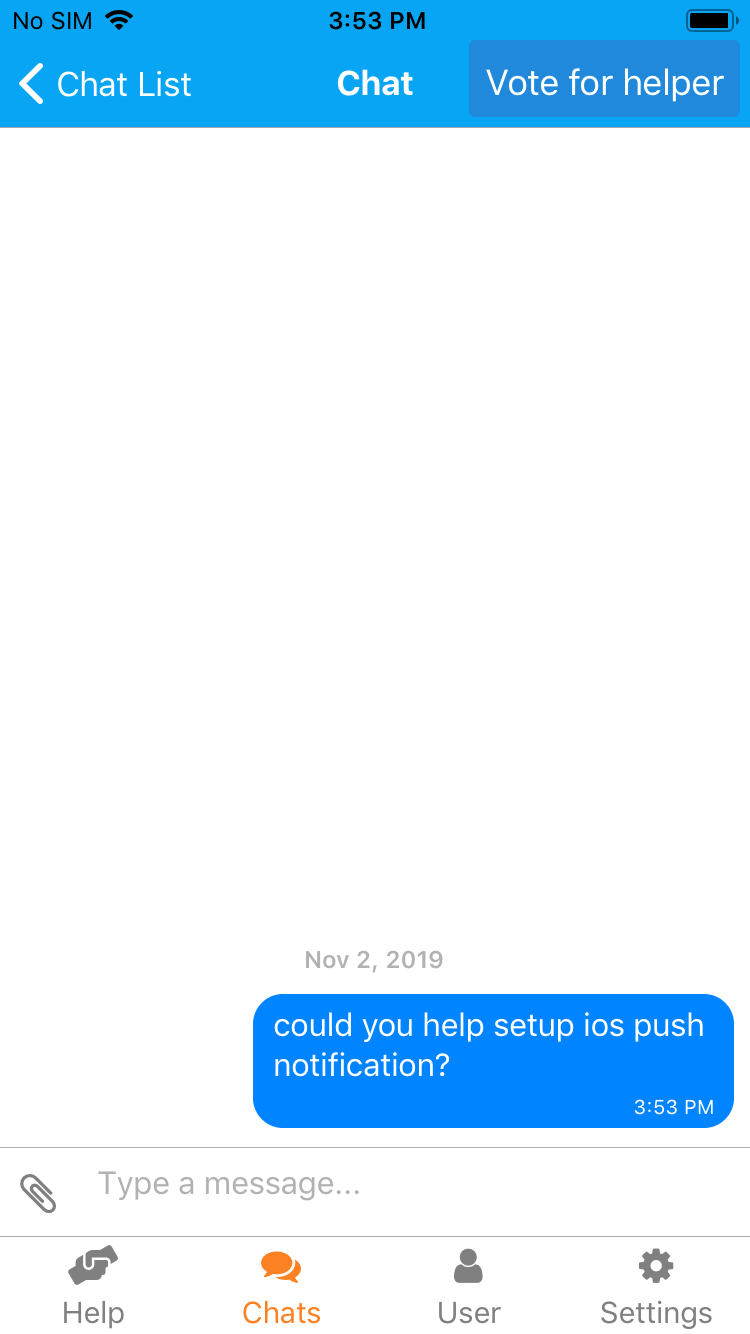 No SIM 3:53 PM
Chat List Chat Vote for helper
Nov 2, 2019
could you help setup ios push
notification?
3:53 PM
Type a message...
Help Chats User Settings